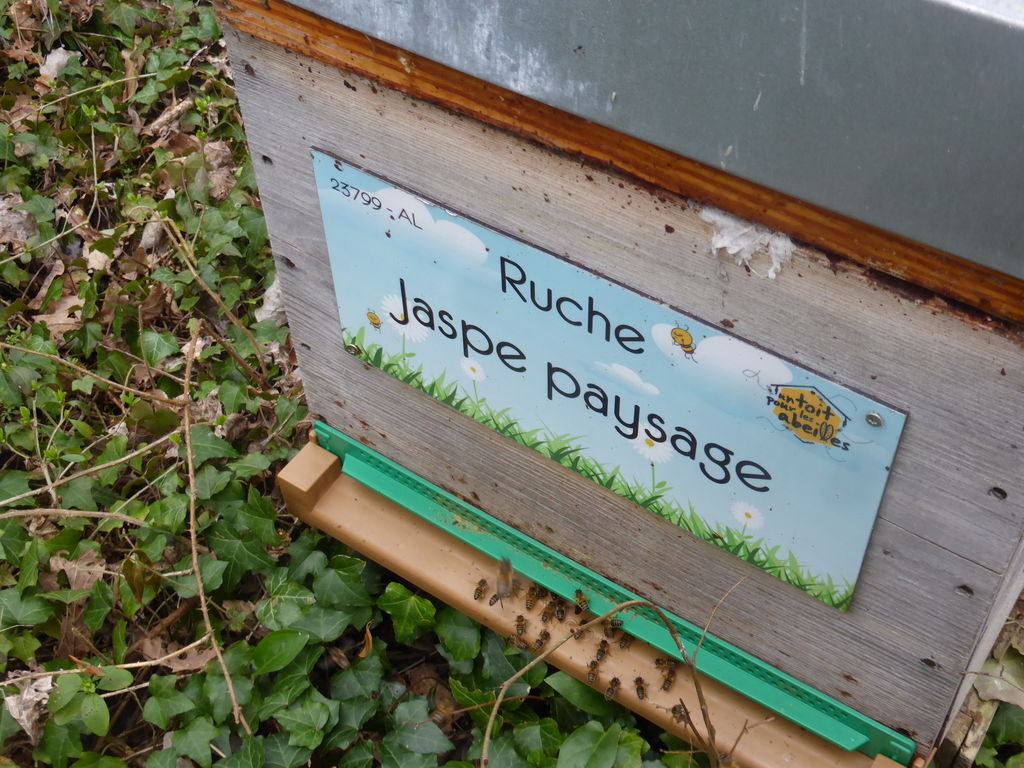 23799 - AL
Ruche
Jaspe paysage
un toit
pour les
abeilles